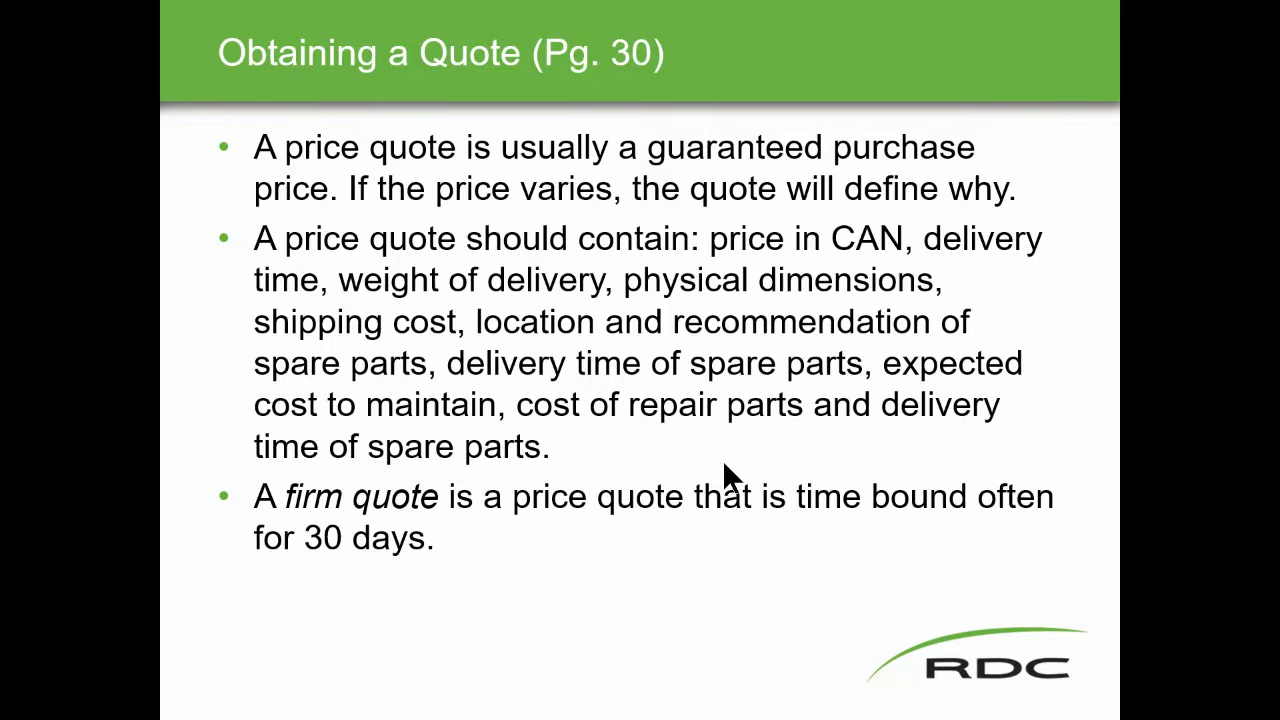 Obtaining a Quote (Pg. 30)
• A price quote is usually a guaranteed purchase
price. If the price varies, the quote will define why.
• A price quote should contain: price in CAN, delivery
time, weight of delivery, physical dimensions,
shipping cost, location and recommendation of
spare parts, delivery time of spare parts, expected
cost to maintain, cost of repair parts and delivery
time of spare parts.
• A firm quote is a price quote that is time bound often
for 30 days.
RDC